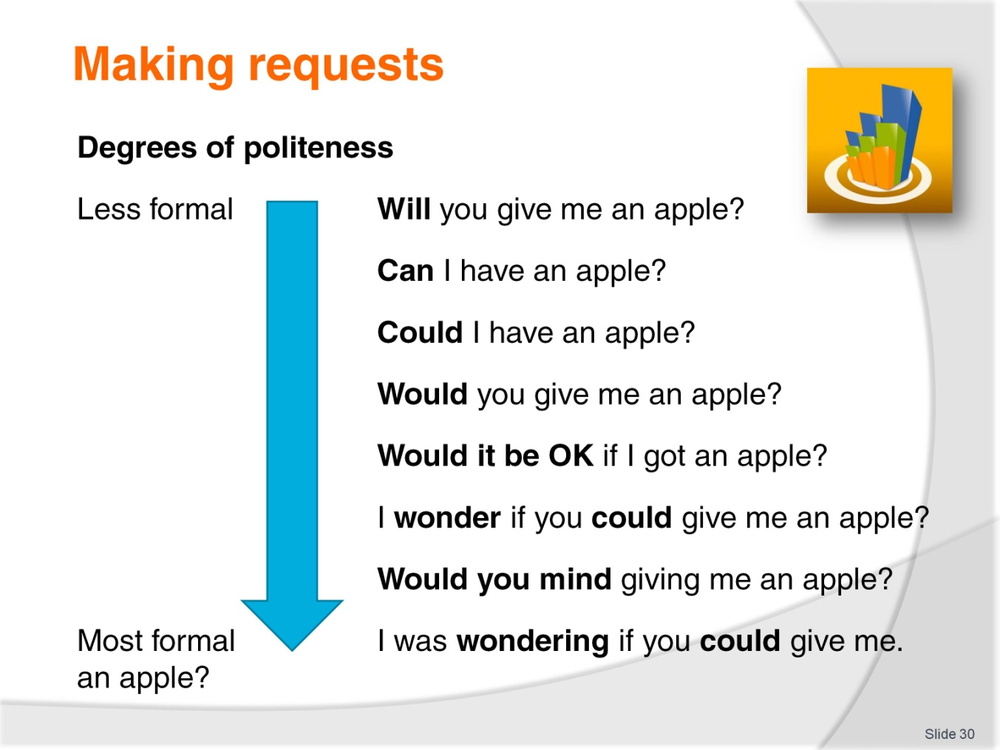 Making requests
Degrees of politeness
Less formal Will you give me an apple?
Can I have an apple?
Could I have an apple?
Would you give me an apple?
Would it be OK if I got an apple?
I wonder if you could give me an apple?
Would you mind giving me an apple?
Most formal I was wondering if you could give me.
an apple?
Slide 30